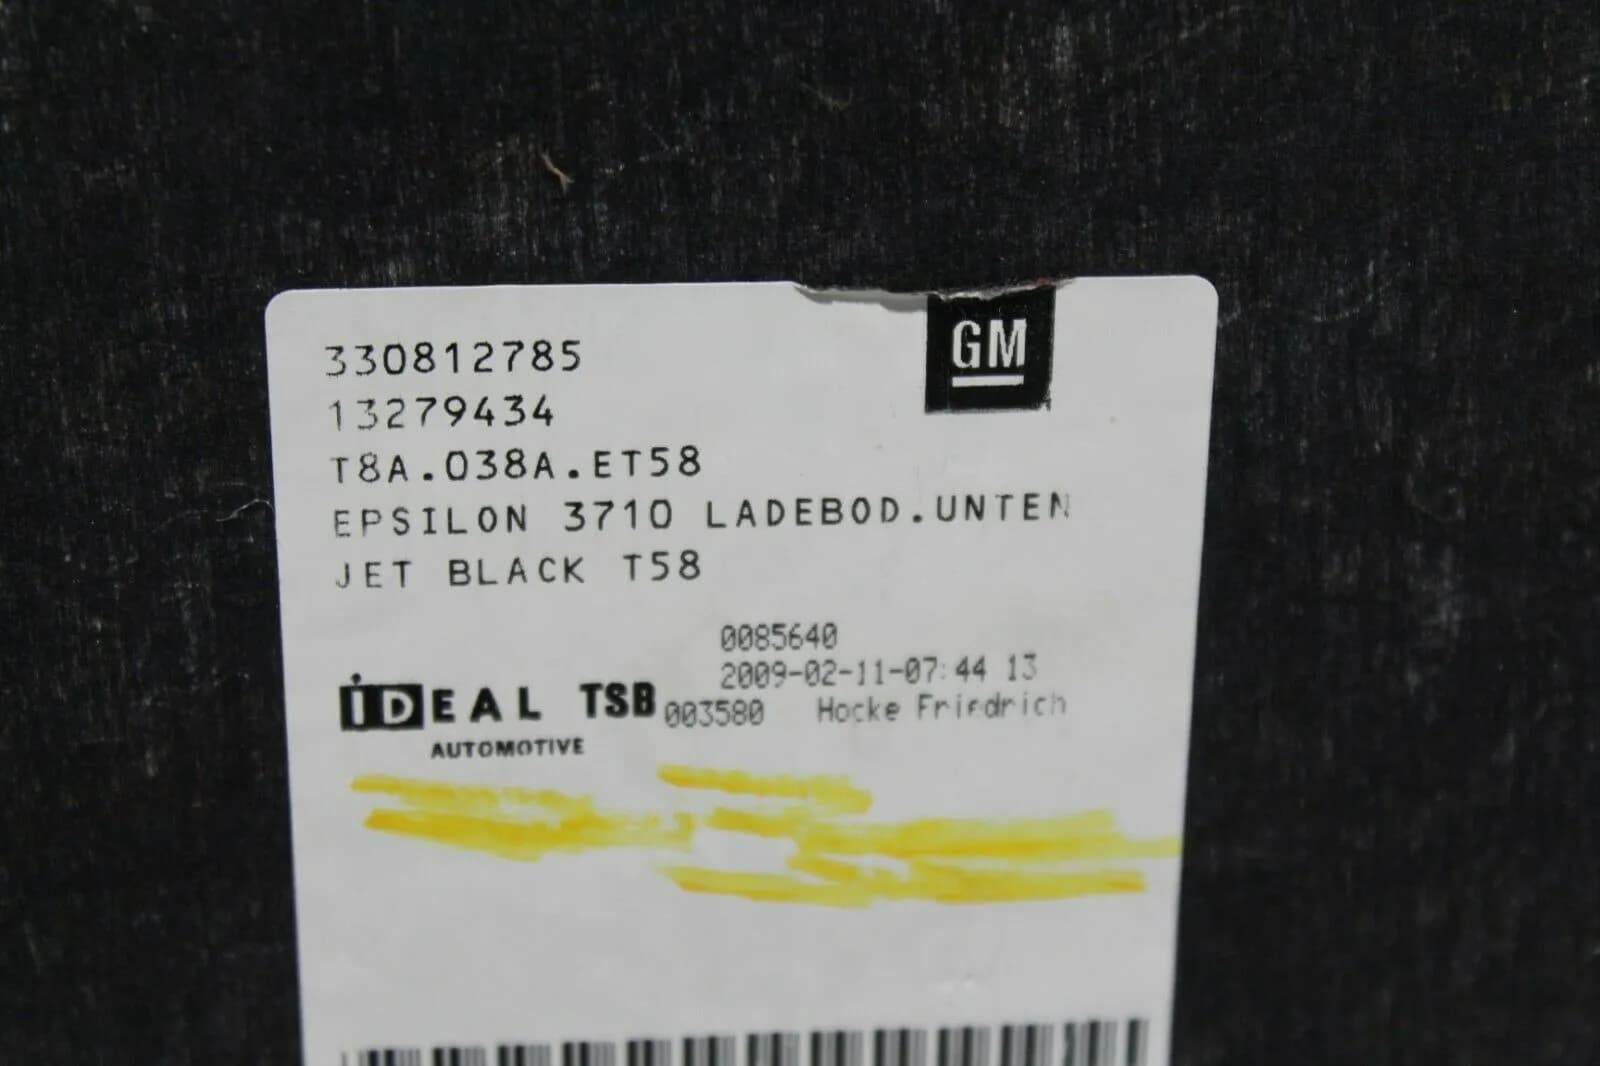 GM
330812785
13279434
T8A.038A.ET58
EPSILON 3710 LADEBOD.UNTEN
JET BLACK T58
0085640
2009-02-11-07:44 13
iDEAL TSB 003580 Hocke Friedrich
AUTOMOTIVE